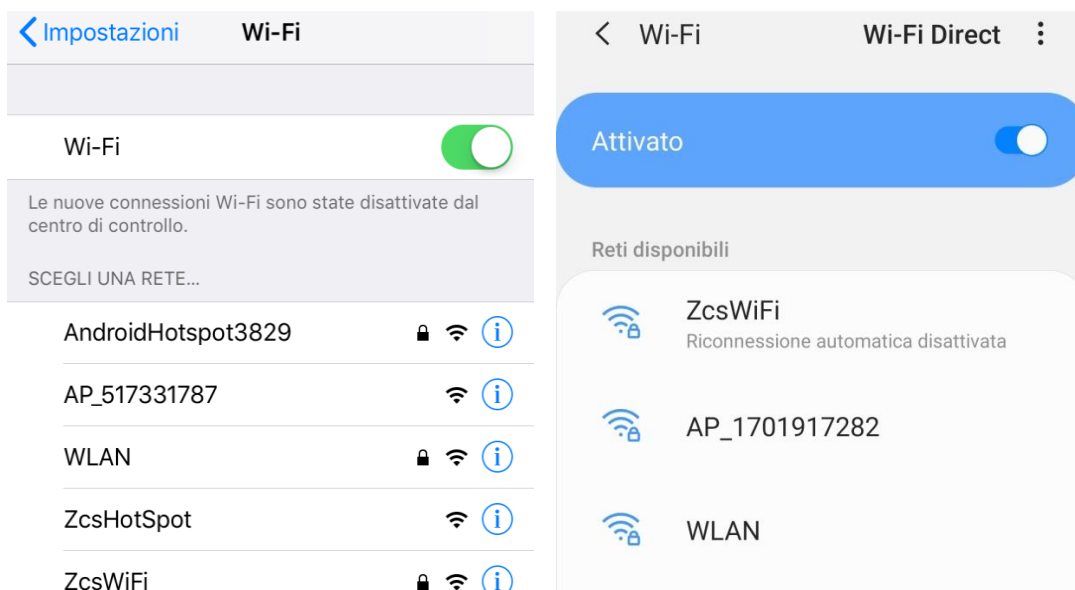 Impostazioni Wi-Fi
Wi-Fi
Le nuove connessioni Wi-Fi sono state disattivate dal
centro di controllo.
SCEGLI UNA RETE...
AndroidHotspot3829
AP_517331787
WLAN
ZcsHotSpot
ZcsWiFi
Wi-Fi Wi-Fi Direct
Attivato
Reti disponibili
ZcsWiFi
Riconnessione automatica disattivata
AP_1701917282
WLAN